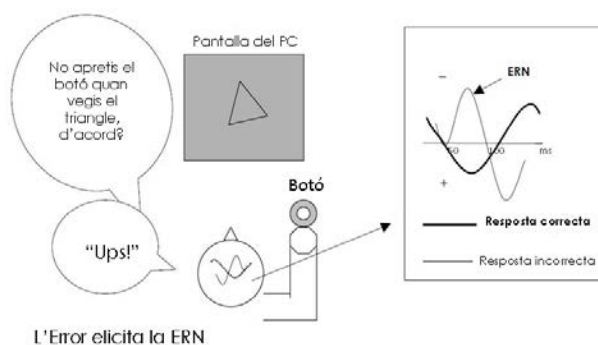 Pantalla del PC
No apretis el
botó quan
vegis el
triangle,
d'acord?
Botó
"Ups!"
L'Error elicita la ERN
ERN
−
50
100
ms
+
Resposta correcta
Resposta incorrecta